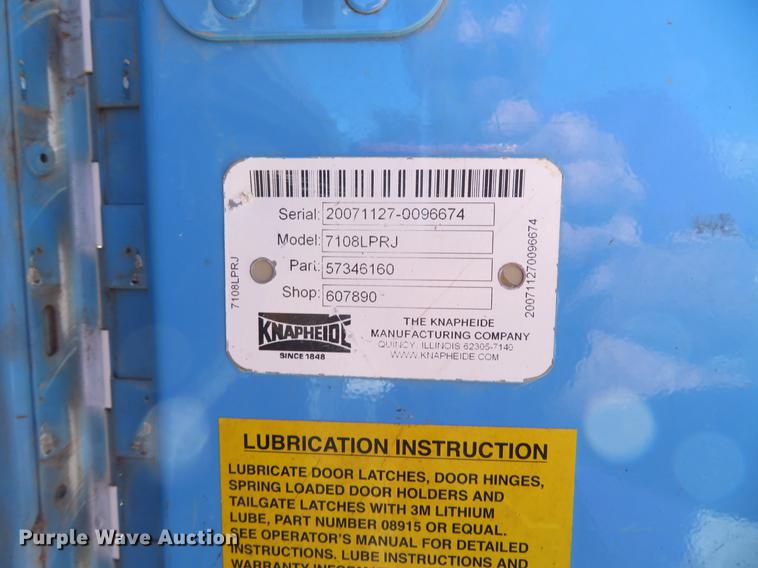 Serial: 20071127-0096674
Model: 7108LPRJ
Part: 57346160
Shop: 607890
7108LPRJ
200711270096674
KNAPHEIDE
SINCE 1848
THE KNAPHEIDE
MANUFACTURING COMPANY
QUINCY, ILLINOIS 62305-7140
WWW.KNAPHEIDE.COM
LUBRICATION INSTRUCTION
LUBRICATE DOOR LATCHES, DOOR HINGES,
SPRING LOADED DOOR HOLDERS AND
TAILGATE LATCHES WITH 3M LITHIUM
LUBE, PART NUMBER 08915 OR EQUAL.
SEE OPERATOR'S MANUAL FOR DETAILED
INSTRUCTIONS. LUBE INSTRUCTIONS AND
WARRANTY
Purple Wave Auction